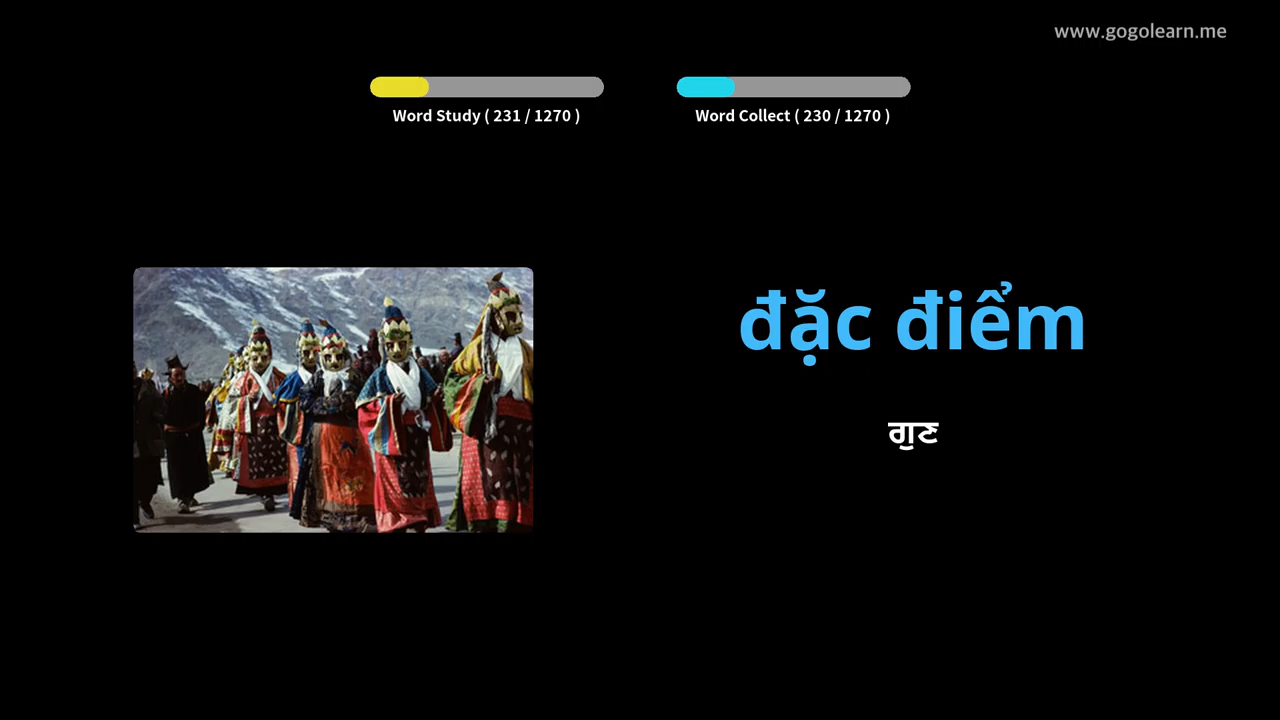 www.gogolearn.me
Word Study ( 231 / 1270 )
Word Collect ( 230 / 1270 )
đặc điểm
ਗੁਣ